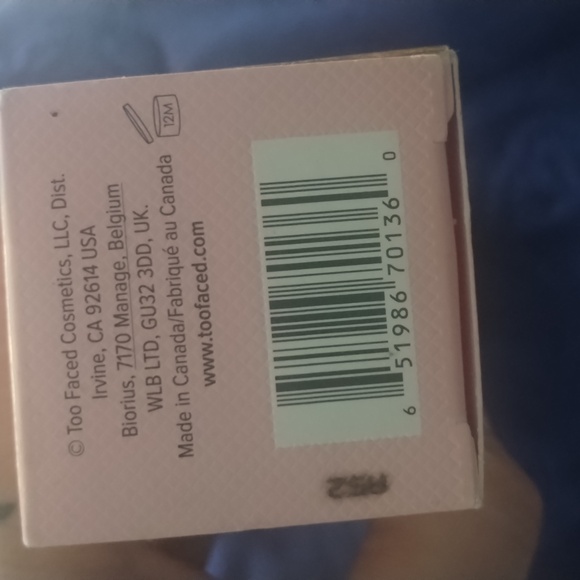 © Too Faced Cosmetics, LLC, Dist.
Irvine, CA 92614 USA
Biorius, 7170 Manage, Belgium
WLB LTD, GU32 3DD, UK.
Made in Canada/Fabriqué au Canada
www.toofaced.com
12M
6 51986 70136 0